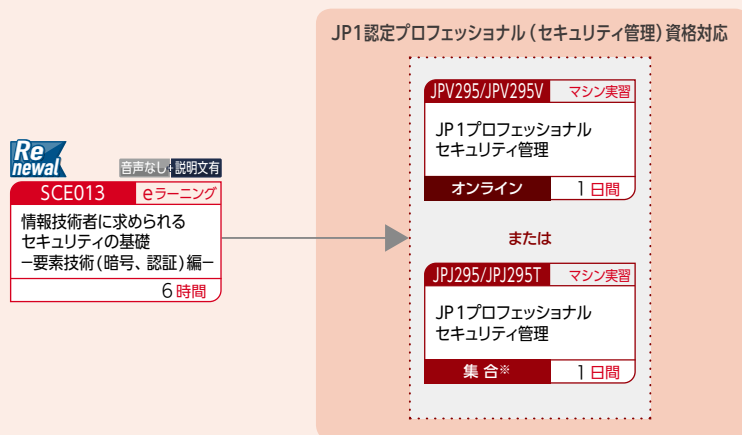 JP1認定プロフェッショナル（セキュリティ管理）資格対応
JPV295/JPV295V マシン実習
JP1プロフェッショナル
セキュリティ管理
オンライン 1日間
または
Re
newal
音声なし+説明文有
SCE013 eラーニング
情報技術者に求められる
セキュリティの基礎
−要素技術（暗号、認証）編−
6時間
JPJ295/JPJ295T マシン実習
JP1プロフェッショナル
セキュリティ管理
集合※ 1日間